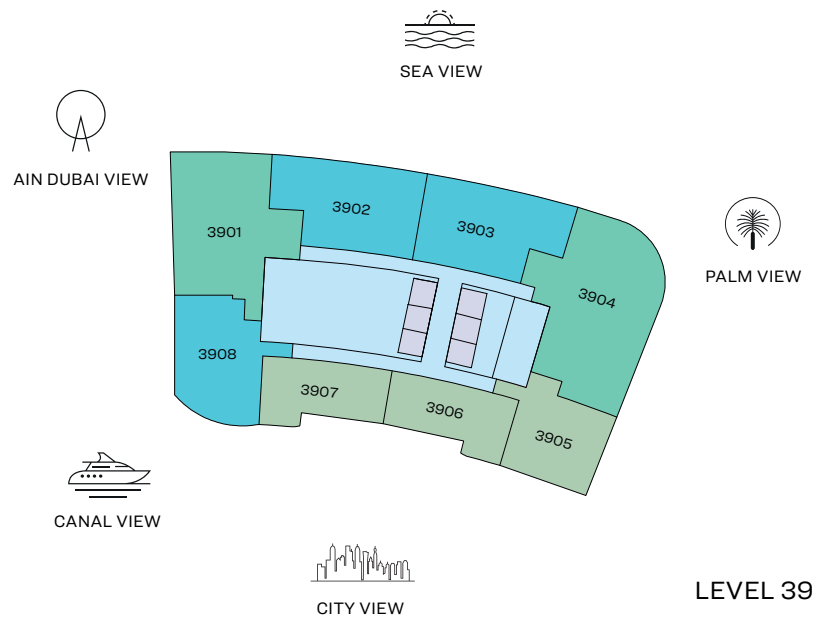 SEA VIEW
AIN DUBAI VIEW
3901
3902
3903
3904
PALM VIEW
3908
3907
3906
3905
CANAL VIEW
CITY VIEW
LEVEL 39